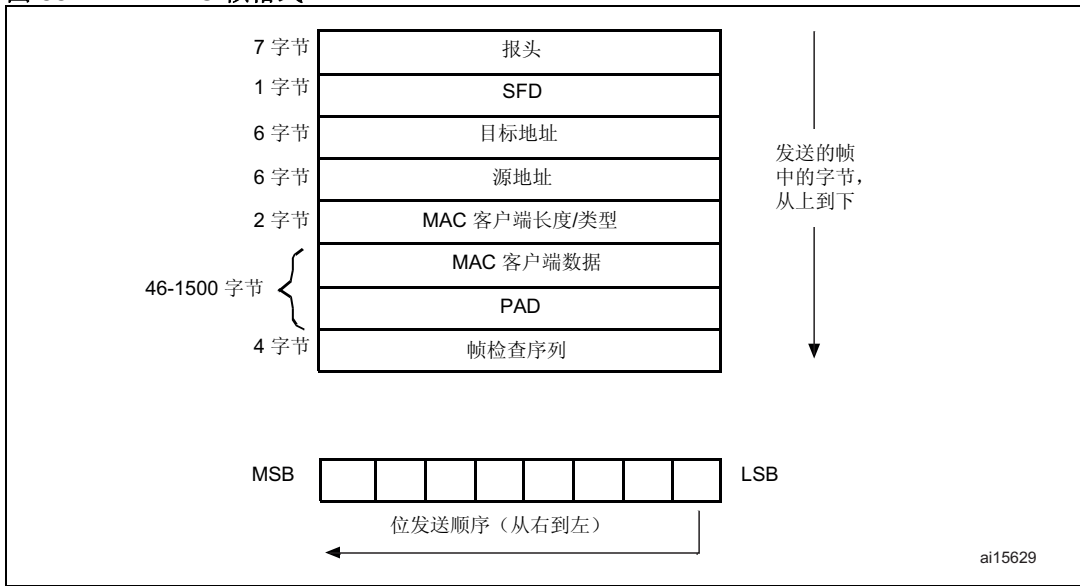 7 字节 报头
1 字节 SFD
6 字节 目标地址
6 字节 源地址
2 字节 MAC 客户端长度/类型
46-1500 字节 MAC 客户端数据
PAD
4 字节 帧检查序列
发送的帧
中的字节，
从上到下
MSB LSB
位发送顺序（从右到左）
ai15629